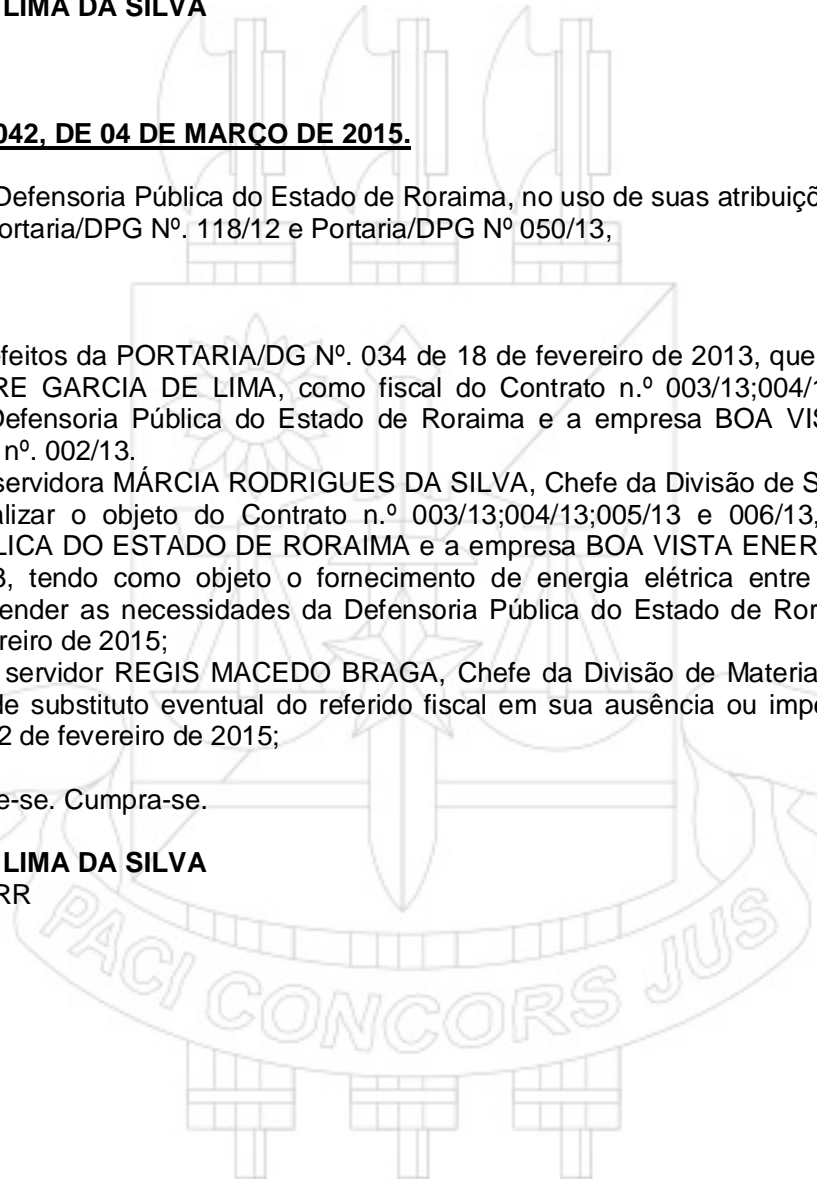 LIMA DA SILVA
042, DE 04 DE MARÇO DE 2015.
Defensoria Pública do Estado de Roraima, no uso de suas
ortaria/DPG Nº. 118/12 e Portaria/DPG Nº 050/13,
feitos da PORTARIA/DG Nº. 034 de 18 de fevereiro de 2013, que
RE GARCIA DE LIMA, como fiscal do Contrato n.º 003/13;004/
Defensoria Pública do Estado de Roraima e a empresa BOA VIS
nº. 002/13.
servidora MÁRCIA RODRIGUES DA SILVA, Chefe da Divisão de S
alizar o objeto do Contrato n.º 003/13;004/13;005/13 e 006/13,
LICA DO ESTADO DE RORAIMA e a empresa BOA VISTA ENER
3, tendo como objeto o fornecimento de energia elétrica entre
ender as necessidades da Defensoria Pública do Estado de Ror
reiro de 2015;
servidor REGIS MACEDO BRAGA, Chefe da Divisão de Materia
de substituto eventual do referido fiscal em sua ausência ou impe
2 de fevereiro de 2015;
e-se. Cumpra-se.
LIMA DA SILVA
RR
PACI CONCORS JUS